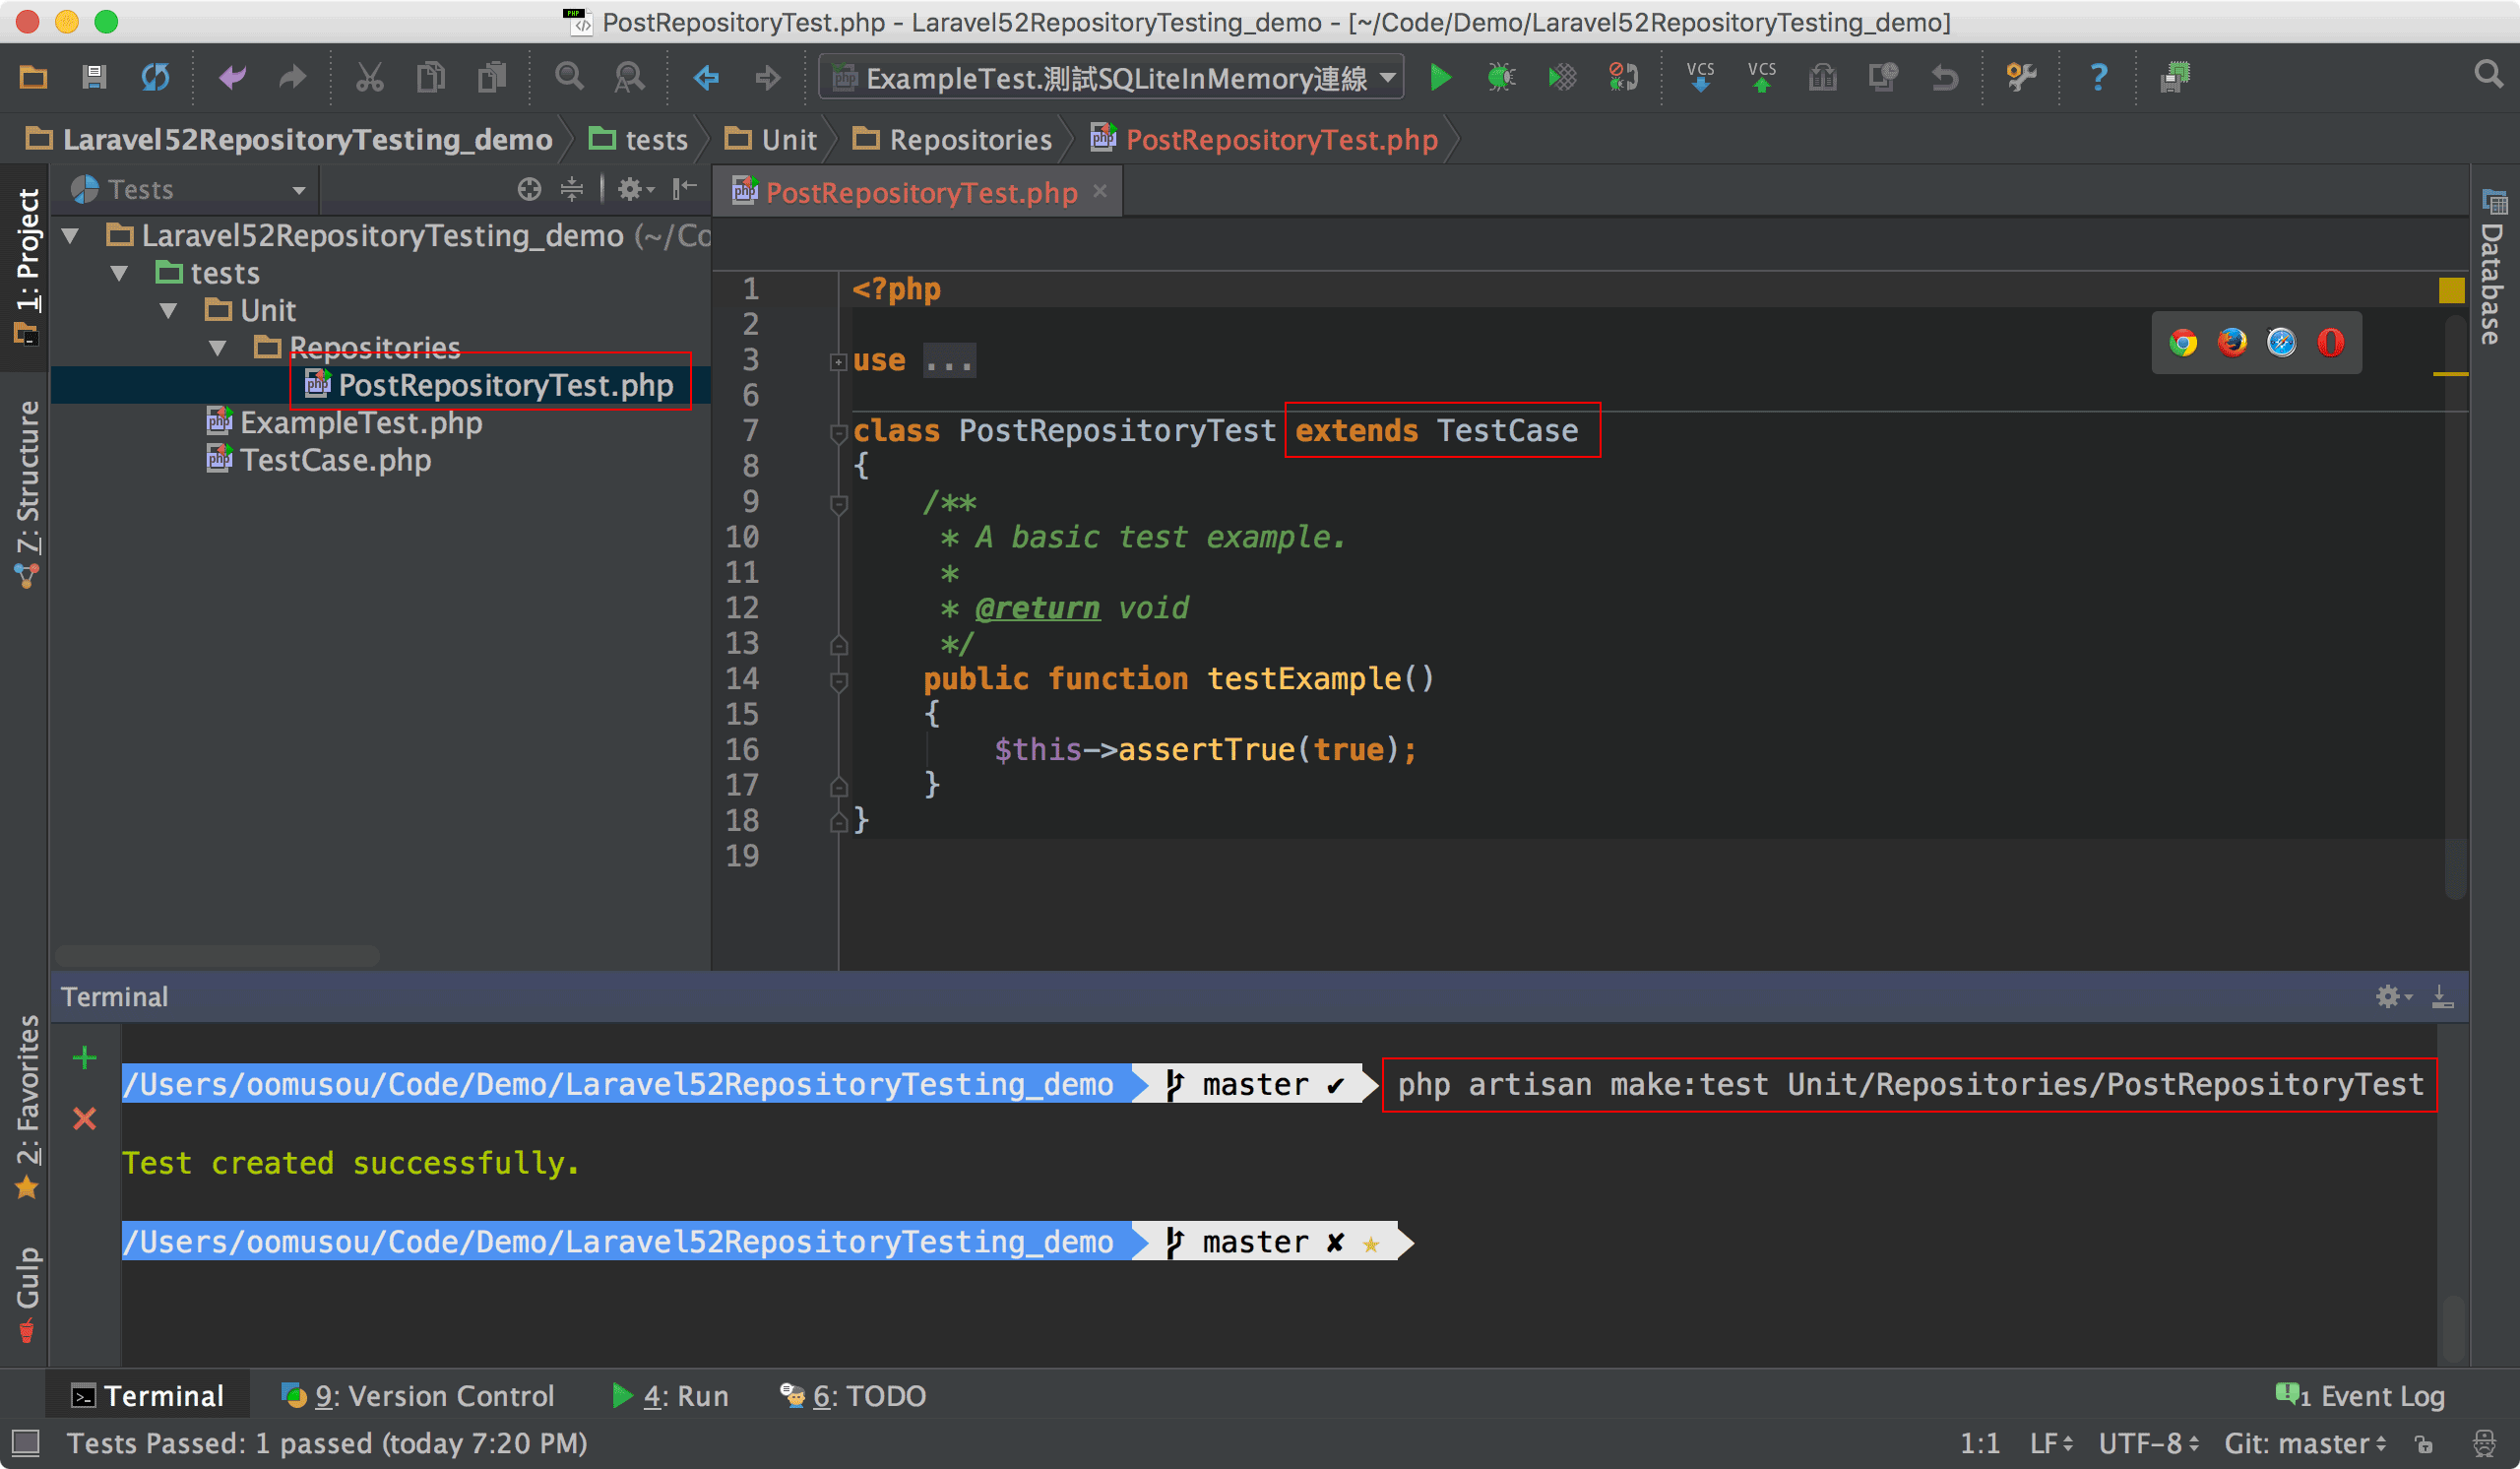 PostRepositoryTest.php - Laravel52RepositoryTesting_demo - [~/Code/Demo/Laravel52RepositoryTesting_demo]
ExampleTest.測試SQLiteInMemory連線
VCS
VCS
?
Laravel52RepositoryTesting_demo
tests
Unit
Repositories
PostRepositoryTest.php
1: Project
7: Structure
2: Favorites
Gulp
Tests
Laravel52RepositoryTesting_demo (~/Co
tests
Unit
Repositories
PostRepositoryTest.php
ExampleTest.php
TestCase.php
PostRepositoryTest.php
1 <?php
2
3 use ...
6
7 class PostRepositoryTest extends TestCase
8 {
9 /**
10 * A basic test example.
11 *
12 * @return void
13 */
14 public function testExample()
15 {
16 $this->assertTrue(true);
17 }
18 }
19
Database
Terminal
/Users/oomusou/Code/Demo/Laravel52RepositoryTesting_demo master ✔ php artisan make:test Unit/Repositories/PostRepositoryTest
Test created successfully.
/Users/oomusou/Code/Demo/Laravel52RepositoryTesting_demo master ✘ ★
Terminal
9: Version Control
4: Run
6: TODO
1 Event Log
Tests Passed: 1 passed (today 7:20 PM)
1:1
LF
UTF-8
Git: master